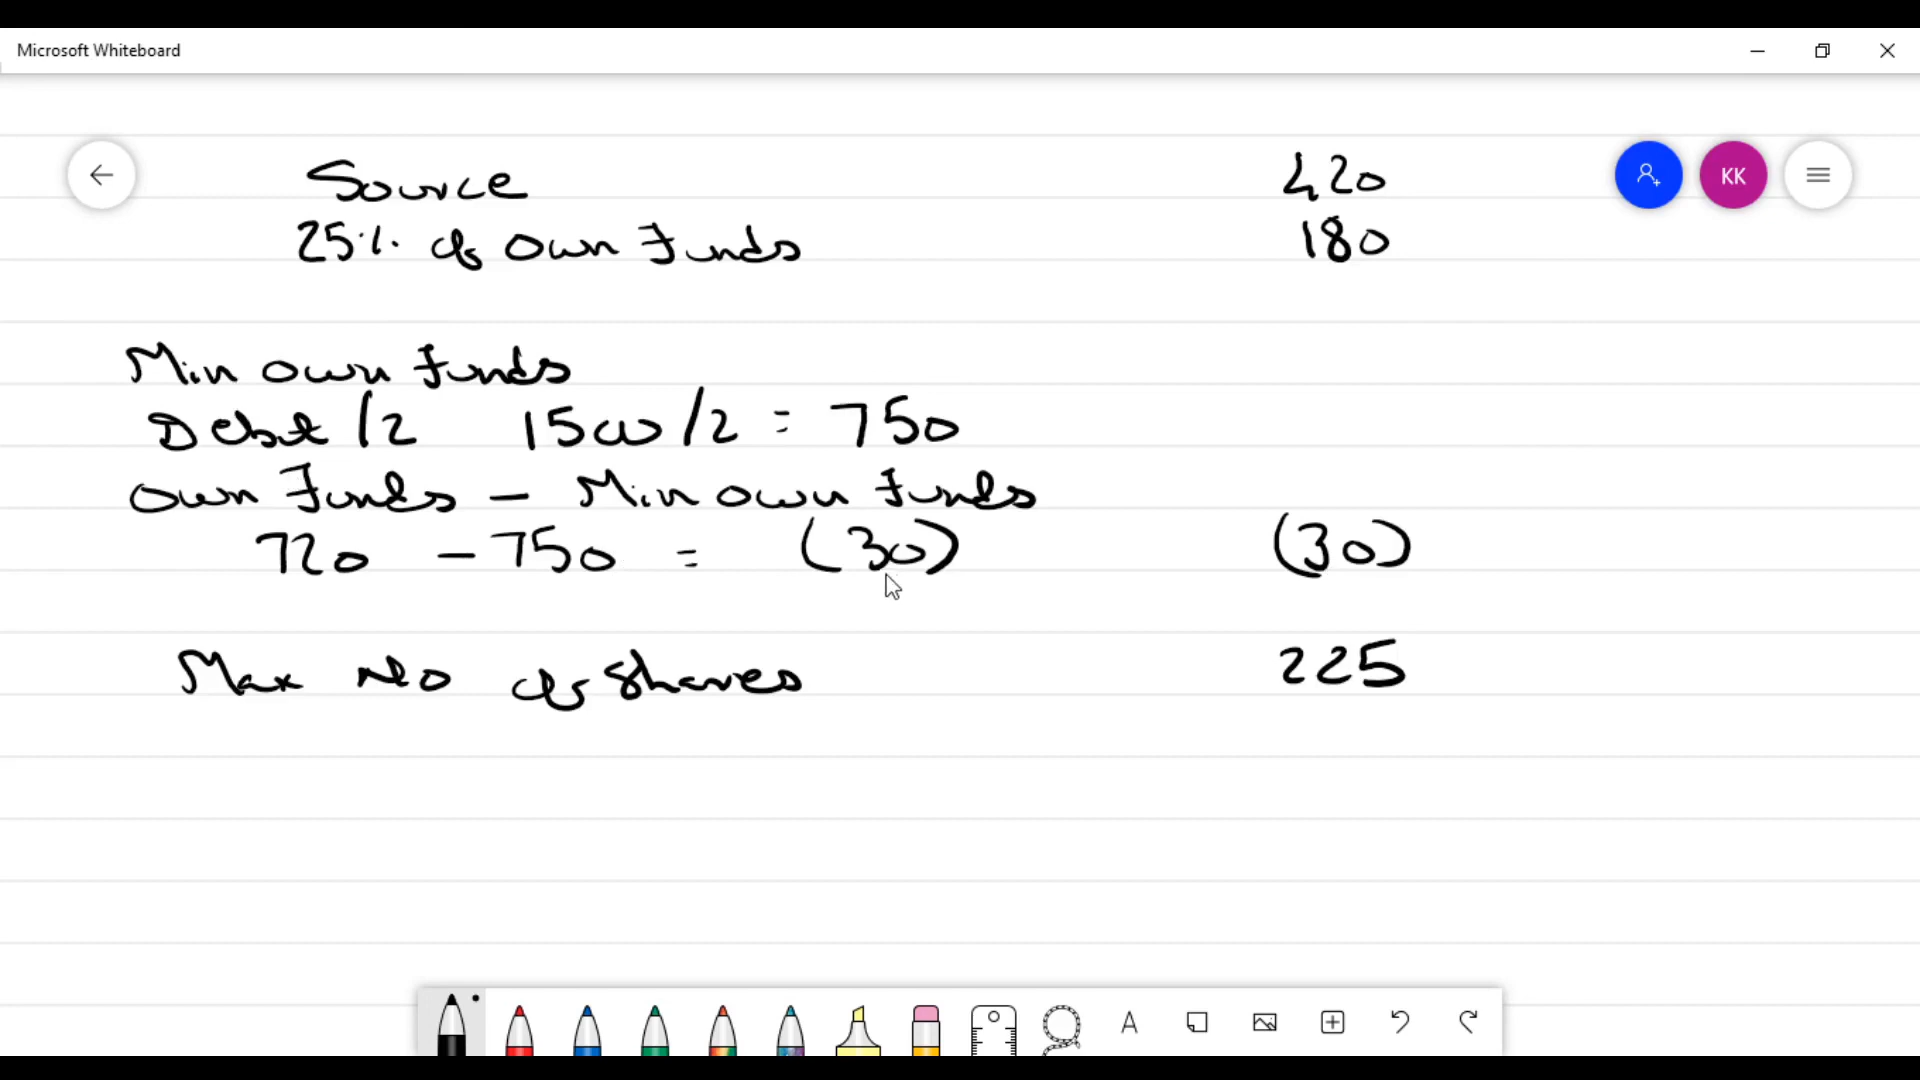 Microsoft Whiteboard
Source 420
KK
25% of own Funds 180
Min own funds
Debt/2 1500/2 = 750
own Funds - Min own funds
720 - 750 = (30) (30)
Max No of shares 225
A